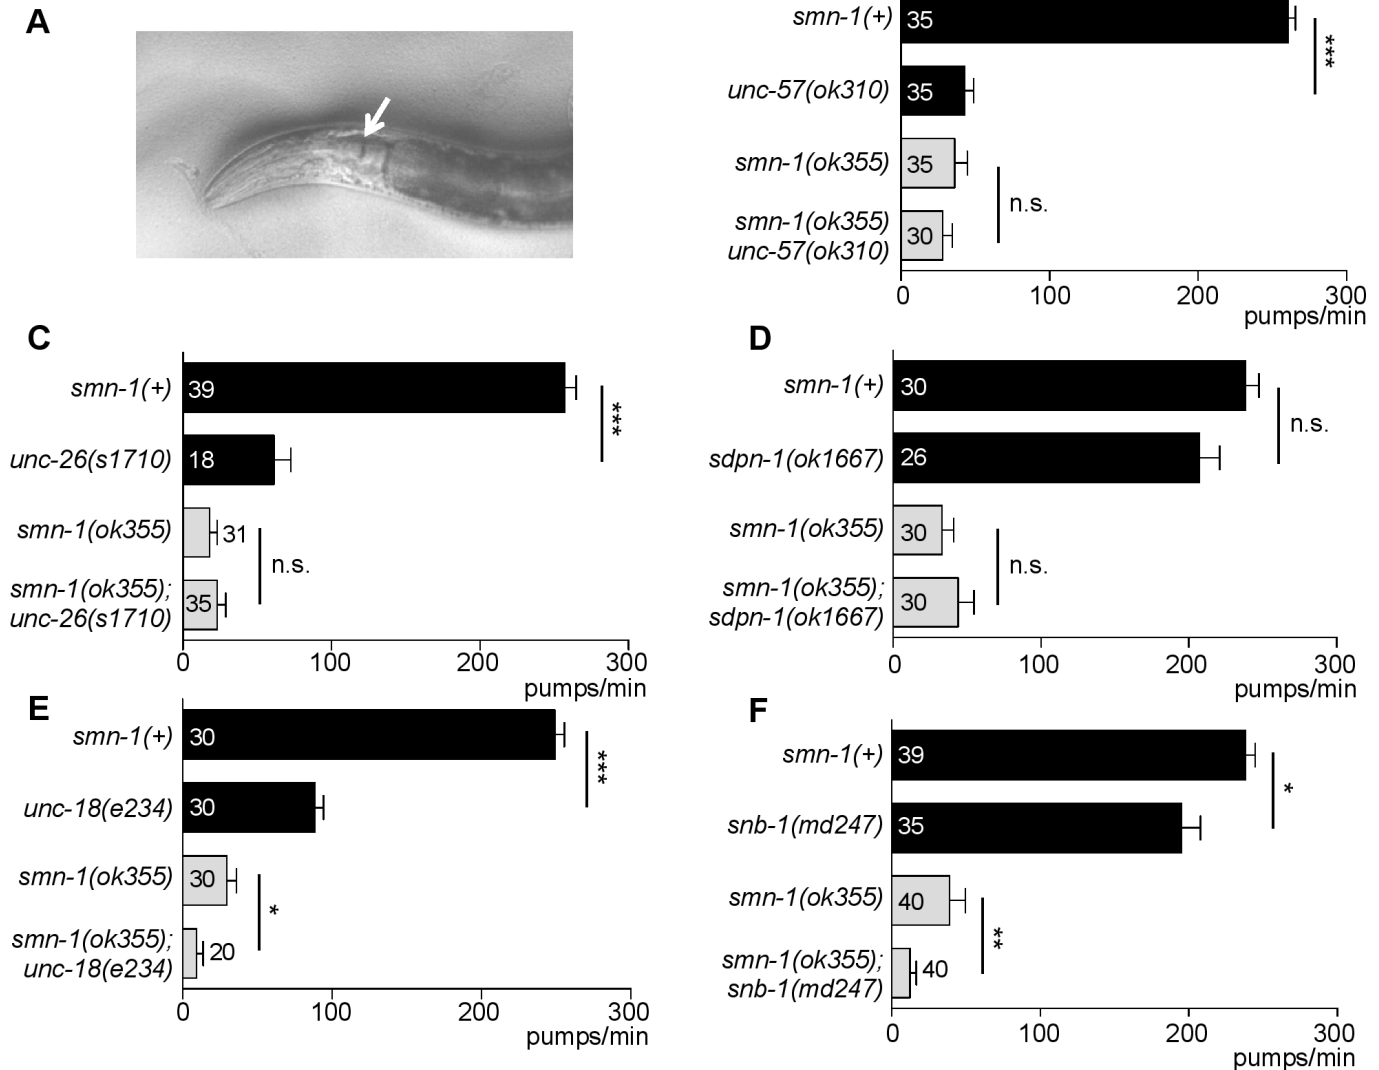 A
smn-1(+)
35
***
unc-57(ok310)
35
smn-1(ok355)
35
n.s.
smn-1(ok355)
unc-57(ok310)
30
0 100 200 300
pumps/min
C
smn-1(+)
39
***
unc-26(s1710)
18
smn-1(ok355)
31
n.s.
smn-1(ok355);
unc-26(s1710)
35
0 100 200 300
pumps/min
D
smn-1(+)
30
n.s.
sdpn-1(ok1667)
26
smn-1(ok355)
30
n.s.
smn-1(ok355);
sdpn-1(ok1667)
30
0 100 200 300
pumps/min
E
smn-1(+)
30
***
unc-18(e234)
30
smn-1(ok355)
30
*
smn-1(ok355);
unc-18(e234)
20
0 100 200 300
pumps/min
F
smn-1(+)
39
*
snb-1(md247)
35
smn-1(ok355)
40
**
smn-1(ok355);
snb-1(md247)
40
0 100 200 300
pumps/min